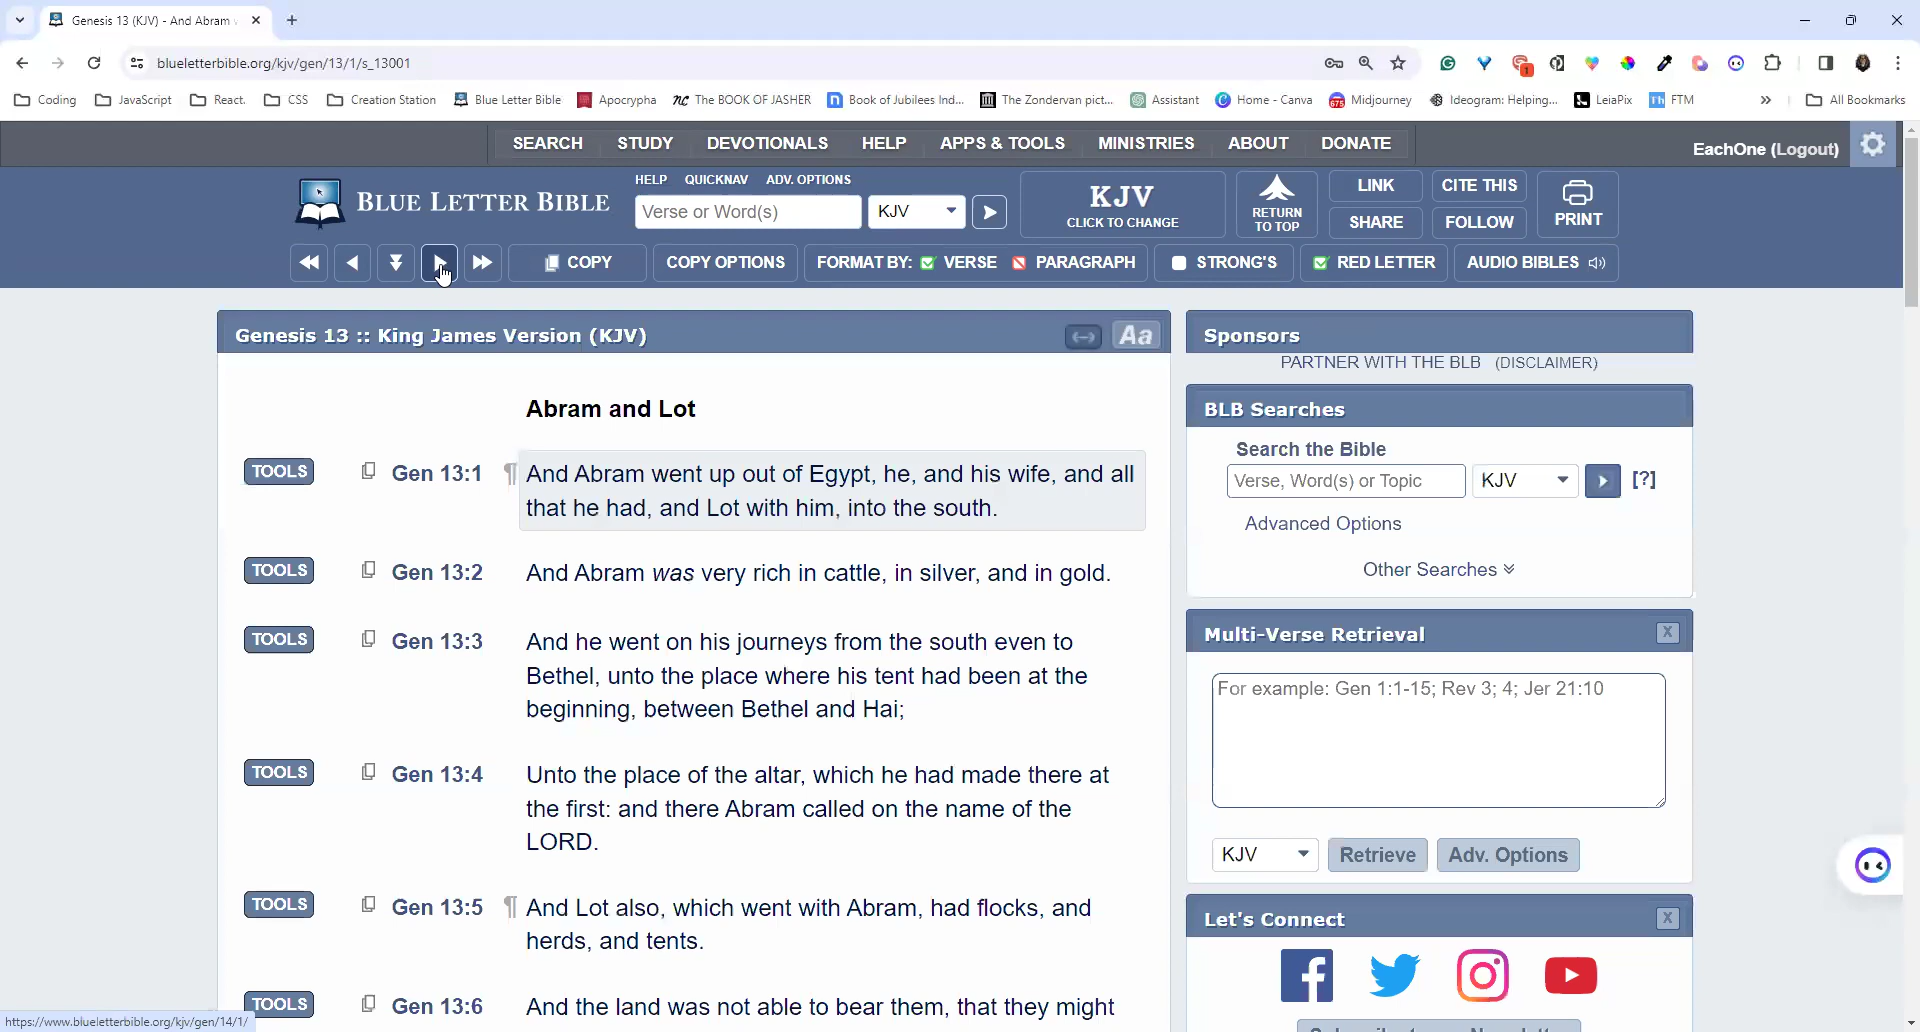 Genesis 13 (KJV) - And Abram
blueletterbible.org/kjv/gen/13/1/s_13001
1
Coding JavaScript React. CSS Creation Station Blue Letter Bible Apocrypha The BOOK OF JASHER Book of Jubilees Ind... The Zondervan pict... Assistant Home - Canva Midjourney Ideogram: Helping... LeiaPix FTM » All Bookmarks
SEARCH STUDY DEVOTIONALS HELP APPS & TOOLS MINISTRIES ABOUT DONATE
EachOne (Logout)
HELP QUICKNAV ADV. OPTIONS
BLUE LETTER BIBLE
Verse or Word(s) KJV
KJV
CLICK TO CHANGE
RETURN
TO TOP
LINK CITE THIS
SHARE FOLLOW
PRINT
COPY COPY OPTIONS FORMAT BY: VERSE PARAGRAPH STRONG'S RED LETTER AUDIO BIBLES
Genesis 13 :: King James Version (KJV) Aa
Abram and Lot
TOOLS Gen 13:1 ¶ And Abram went up out of Egypt, he, and his wife, and all
that he had, and Lot with him, into the south.
TOOLS Gen 13:2 And Abram was very rich in cattle, in silver, and in gold.
TOOLS Gen 13:3 And he went on his journeys from the south even to
Bethel, unto the place where his tent had been at the
beginning, between Bethel and Hai;
TOOLS Gen 13:4 Unto the place of the altar, which he had made there at
the first: and there Abram called on the name of the
LORD.
TOOLS Gen 13:5 ¶ And Lot also, which went with Abram, had flocks, and
herds, and tents.
TOOLS Gen 13:6 And the land was not able to bear them, that they might
https://www.blueletterbible.org/kjv/gen/14/1/
Sponsors
PARTNER WITH THE BLB (DISCLAIMER)
BLB Searches
Search the Bible
Verse, Word(s) or Topic KJV [?]
Advanced Options
Other Searches
Multi-Verse Retrieval X
For example: Gen 1:1-15; Rev 3; 4; Jer 21:10
KJV Retrieve Adv. Options
Let's Connect X